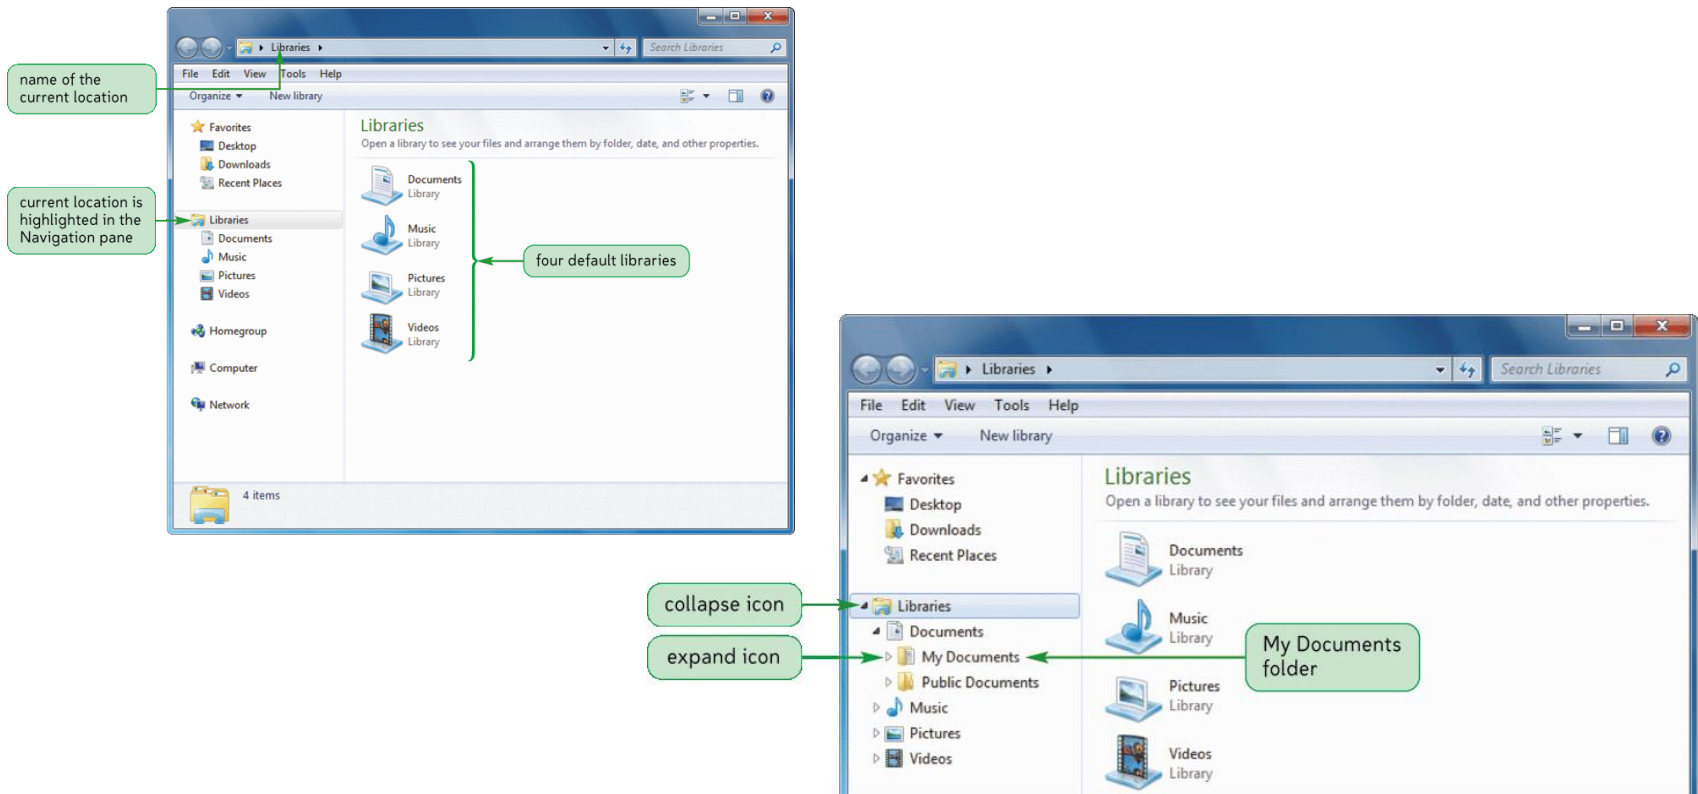 Libraries
Search Libraries
File Edit View Tools Help
Organize New library
name of the
current location
Favorites
Desktop
Downloads
Recent Places
current location is
highlighted in the
Navigation pane
Libraries
Documents
Music
Pictures
Videos
Homegroup
Computer
Network
Libraries
Open a library to see your files and arrange them by folder, date, and other properties.
Documents
Library
Music
Library
Pictures
Library
Videos
Library
four default libraries
4 items
Libraries
Search Libraries
File Edit View Tools Help
Organize New library
Favorites
Desktop
Downloads
Recent Places
collapse icon
Libraries
Documents
expand icon
My Documents
Public Documents
Music
Pictures
Videos
Libraries
Open a library to see your files and arrange them by folder, date, and other properties.
Documents
Library
Music
Library
Pictures
Library
Videos
Library
My Documents
folder